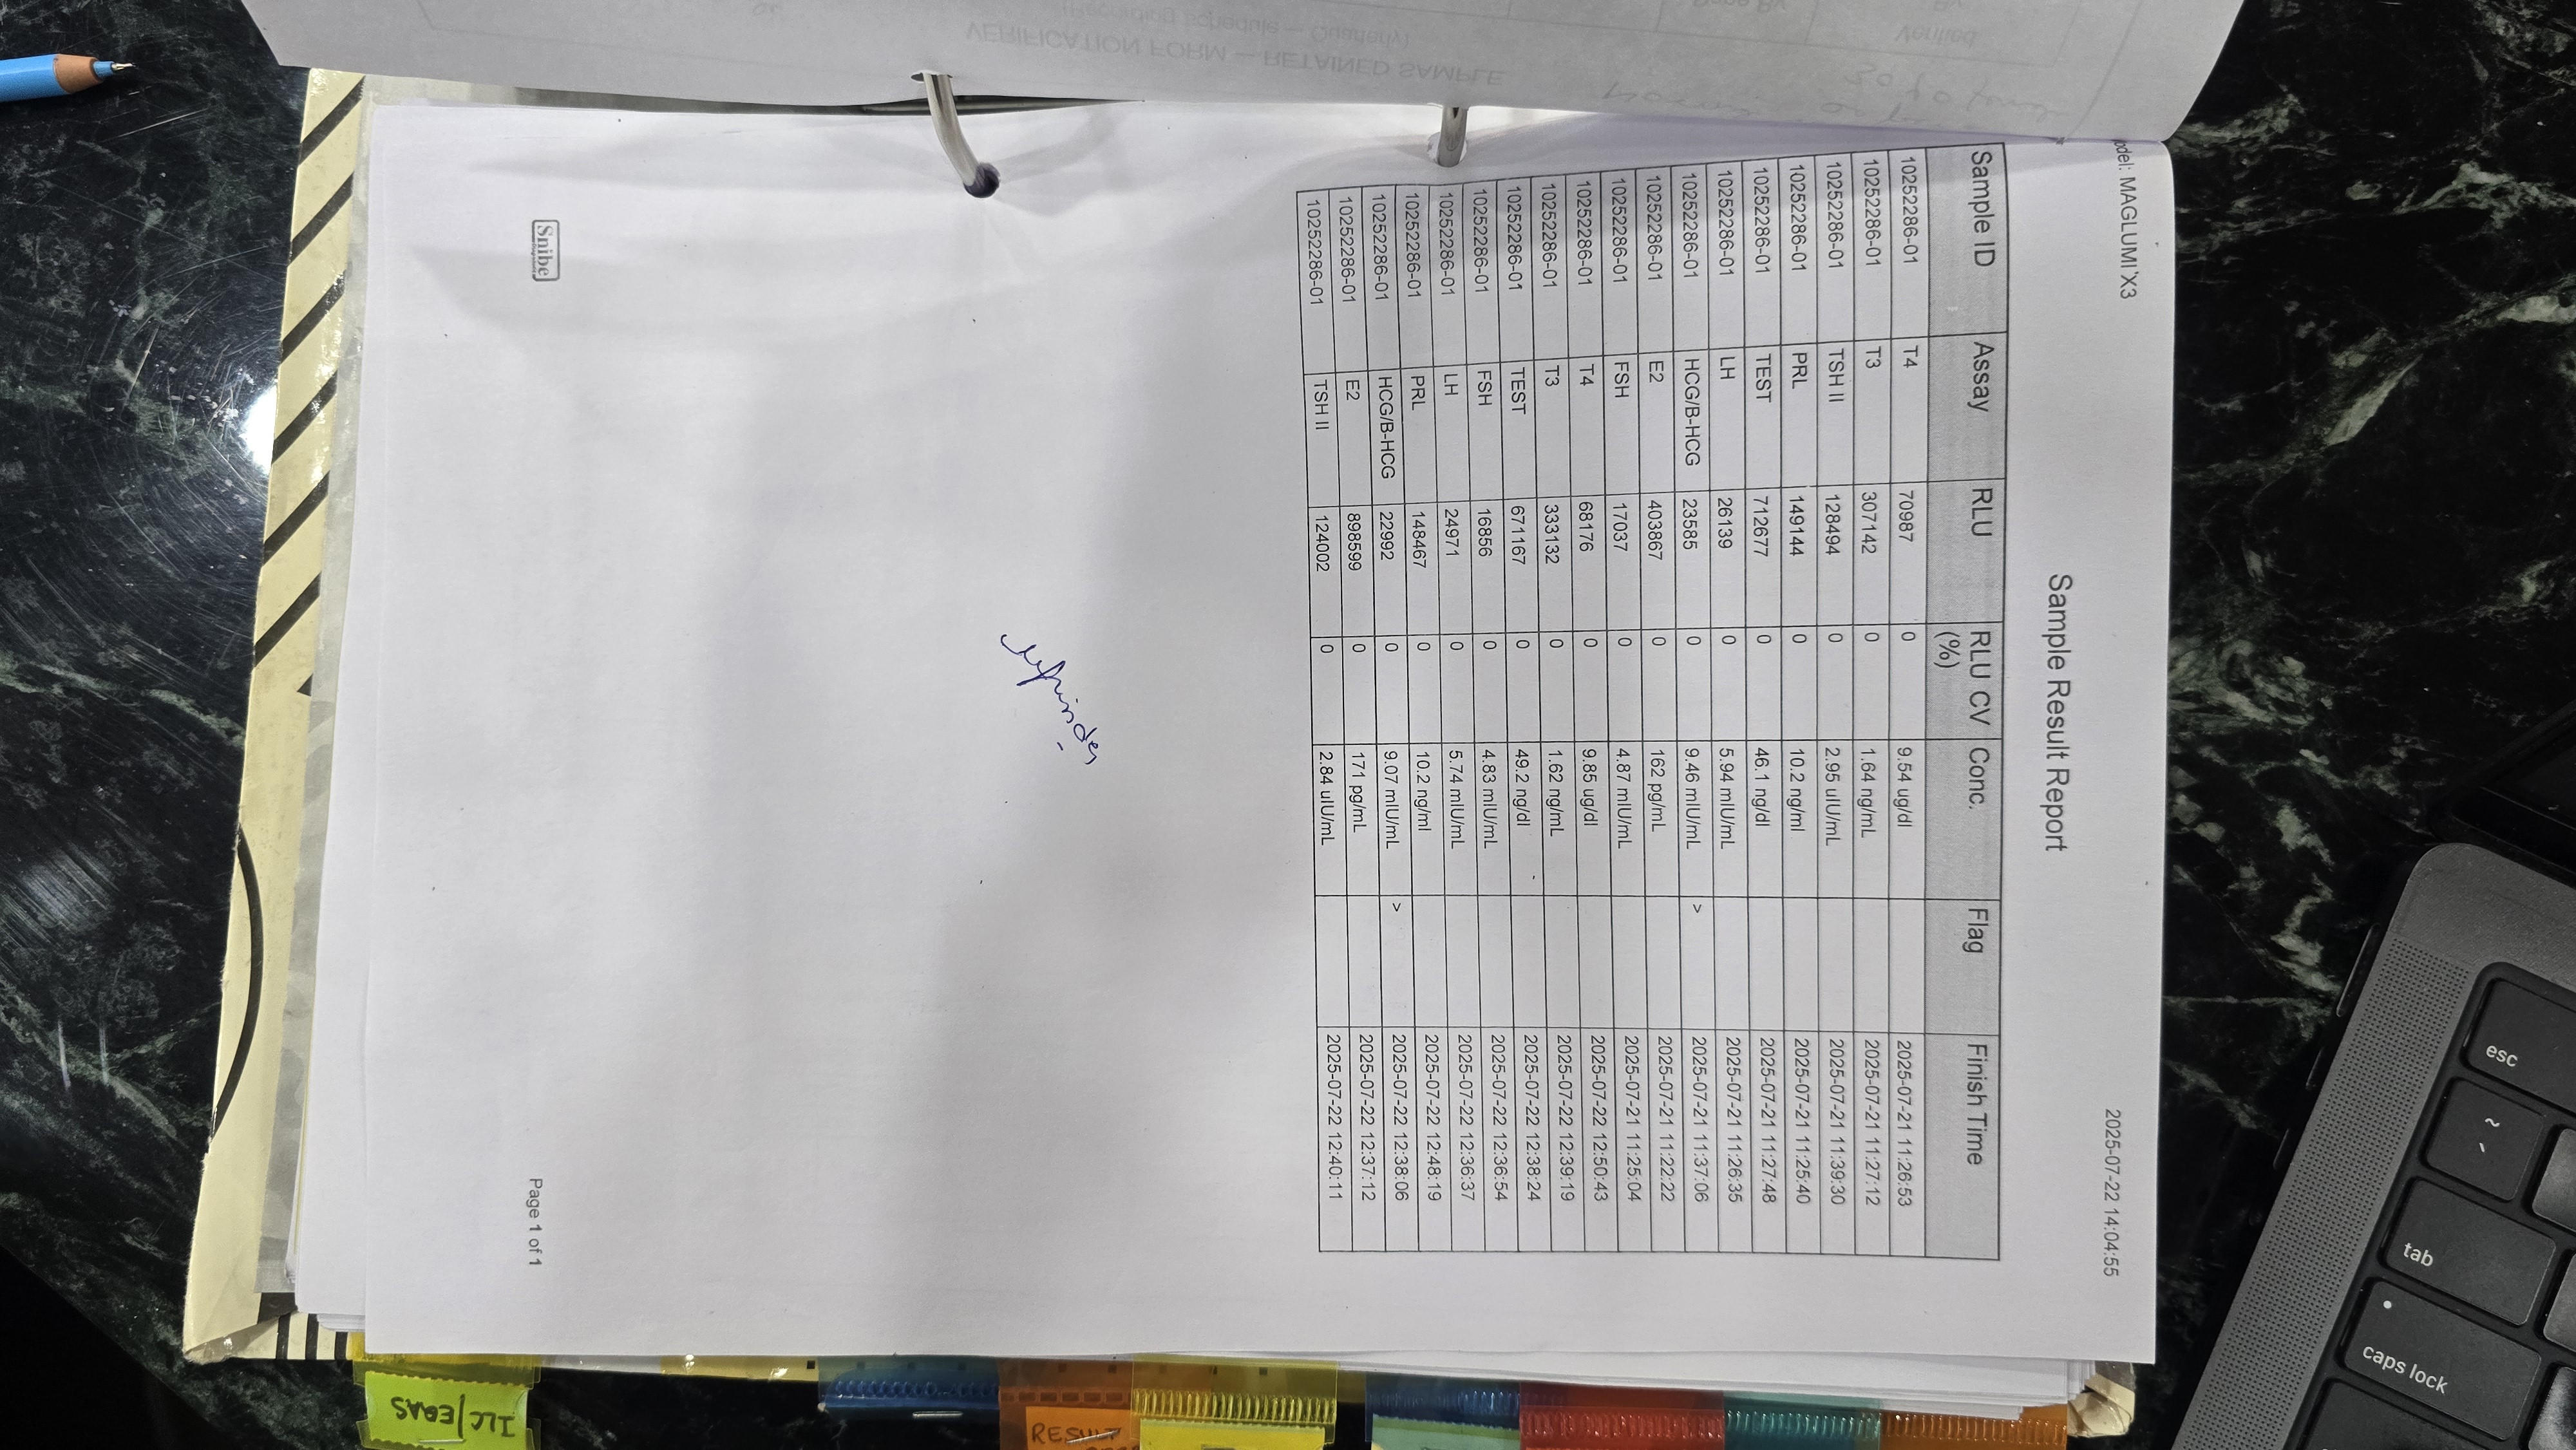 Model: MAGLUMI X3 2025-07-22 14:04:55
Sample Result Report
Sample ID Assay RLU RLU CV (%) Conc. Flag Finish Time
10252286-01 T4 70987 0 9.54 ug/dl 2025-07-21 11:26:53
10252286-01 T3 307142 0 1.64 ng/mL 2025-07-21 11:27:12
10252286-01 TSH II 128494 0 2.95 uIU/mL 2025-07-21 11:39:30
10252286-01 PRL 149144 0 10.2 ng/ml 2025-07-21 11:25:40
10252286-01 TEST 712677 0 46.1 ng/dl 2025-07-21 11:27:48
10252286-01 LH 26139 0 5.94 mIU/mL 2025-07-21 11:26:35
10252286-01 HCG/B-HCG 23585 0 9.46 mIU/mL < 2025-07-21 11:37:06
10252286-01 E2 403867 0 162 pg/mL 2025-07-21 11:22:22
10252286-01 FSH 17037 0 4.87 mIU/mL 2025-07-21 11:25:04
10252286-01 T4 68176 0 9.85 ug/dl 2025-07-22 12:50:43
10252286-01 T3 333132 0 1.62 ng/mL 2025-07-22 12:39:19
10252286-01 TEST 671167 0 49.2 ng/dl 2025-07-22 12:38:24
10252286-01 FSH 16856 0 4.83 mIU/mL 2025-07-22 12:36:54
10252286-01 LH 24971 0 5.74 mIU/mL 2025-07-22 12:36:37
10252286-01 PRL 148467 0 10.2 ng/ml 2025-07-22 12:48:19
10252286-01 HCG/B-HCG 22992 0 9.07 mIU/mL < 2025-07-22 12:38:06
10252286-01 E2 898599 0 171 pg/mL 2025-07-22 12:37:12
10252286-01 TSH II 124002 0 2.84 uIU/mL 2025-07-22 12:40:11
Snibe
Page 1 of 1
ILC/EQAS
RESULT
VERIFICATION FORM – RETAINED SAMPLE
caps lock
tab
esc